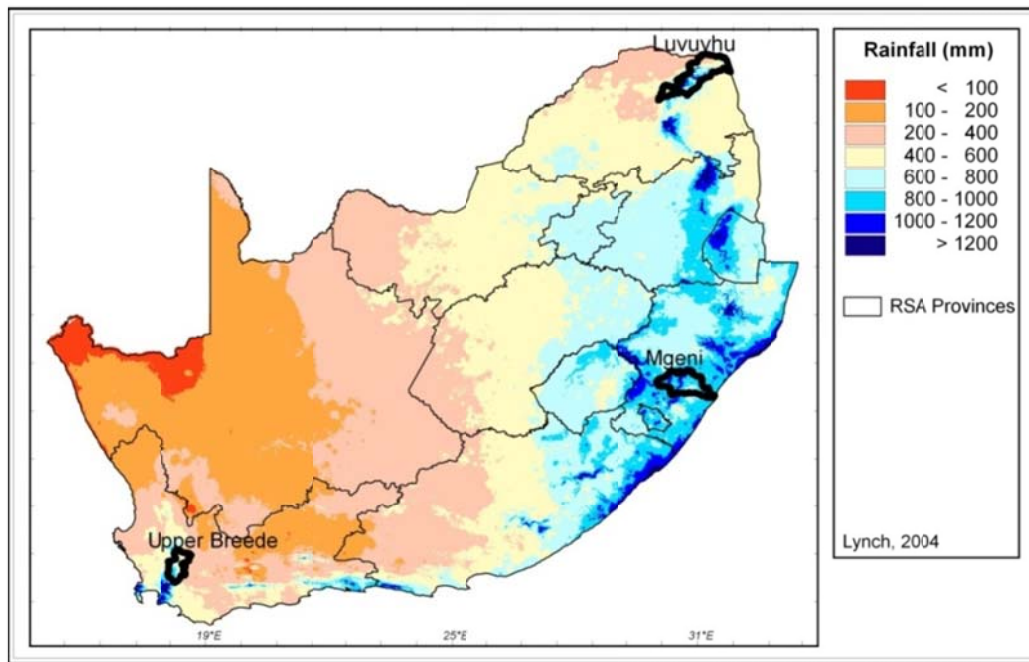 Luvuvhu
Mgeni
Upper Breede
19°E
25°E
31°E
Rainfall (mm)
< 100
100 - 200
200 - 400
400 - 600
600 - 800
800 - 1000
1000 - 1200
> 1200
RSA Provinces
Lynch, 2004